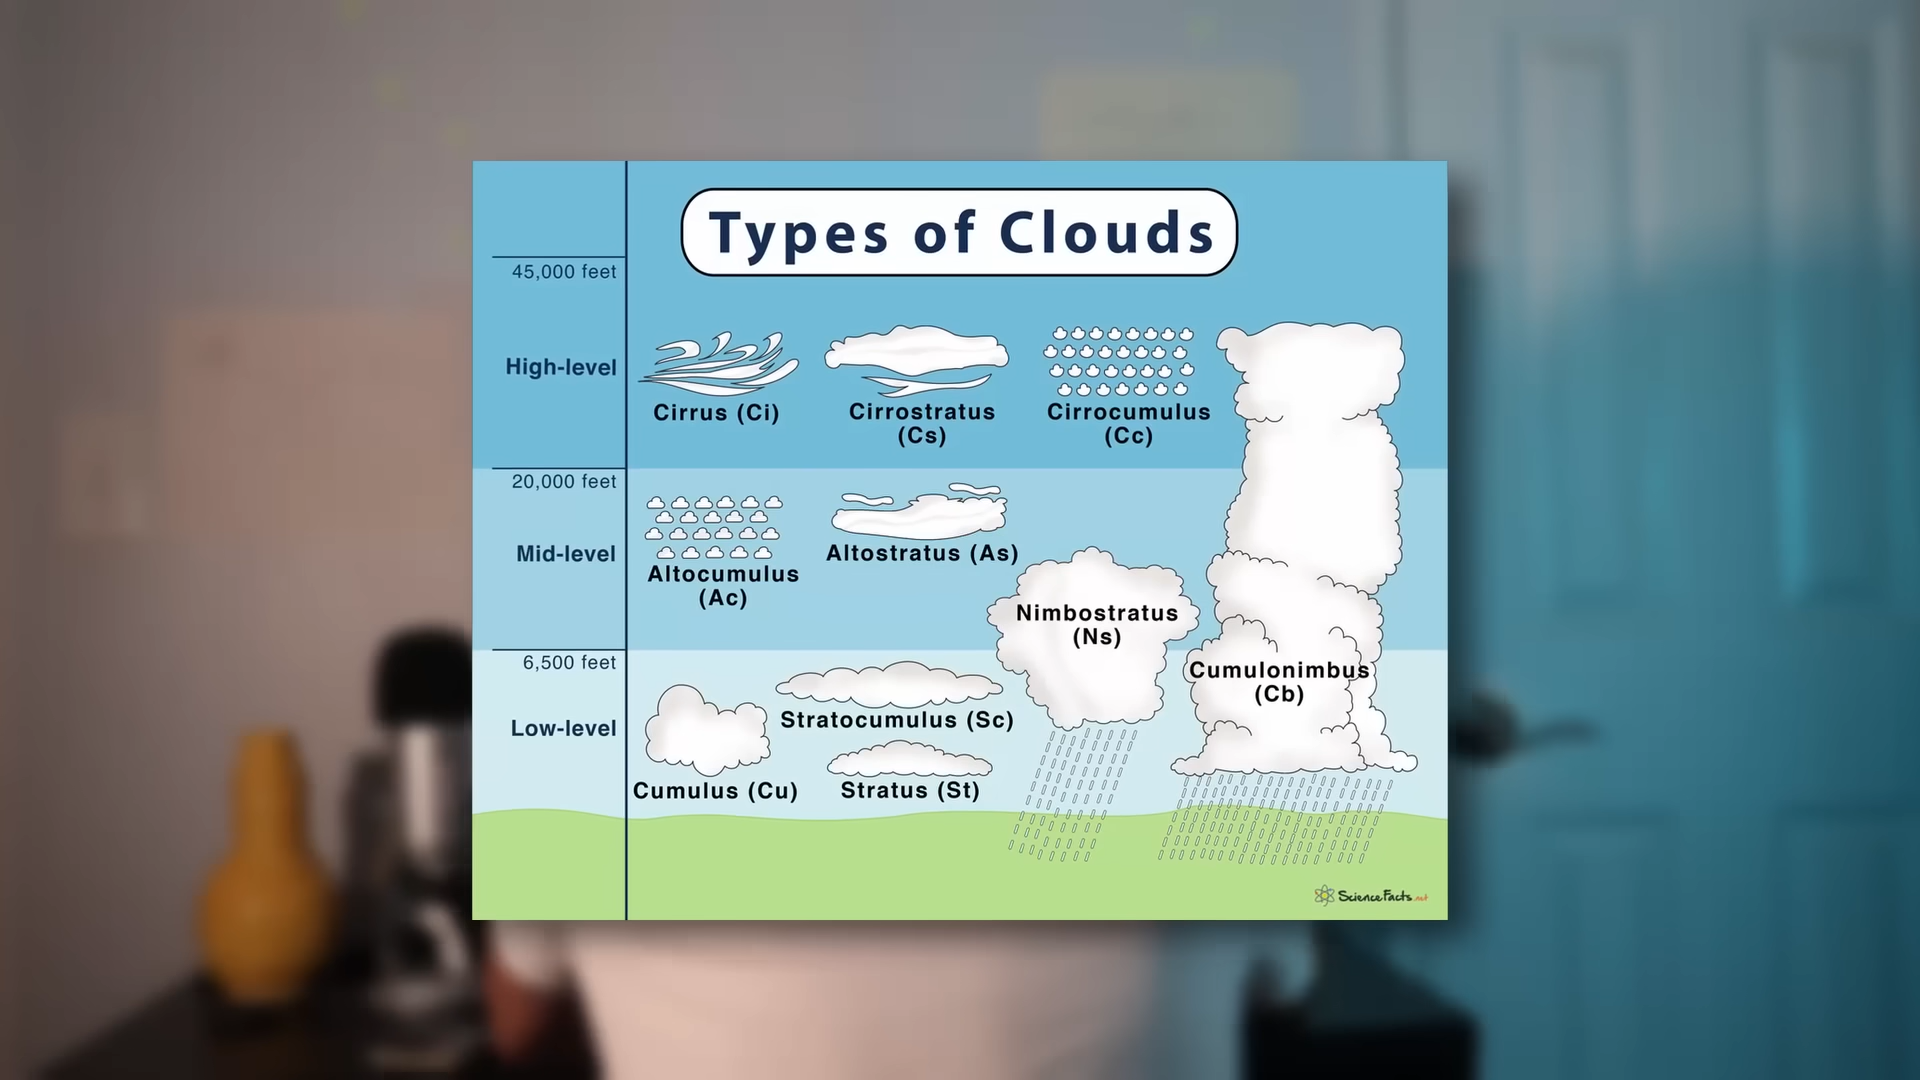 Types of Clouds
45,000 feet
High-level
Cirrus (Ci)
Cirrostratus
(Cs)
Cirrocumulus
(Cc)
20,000 feet
Mid-level
Altocumulus
(Ac)
Altostratus (As)
Nimbostratus
(Ns)
6,500 feet
Low-level
Cumulonimbus
(Cb)
Stratocumulus (Sc)
Cumulus (Cu)
Stratus (St)
ScienceFacts.net